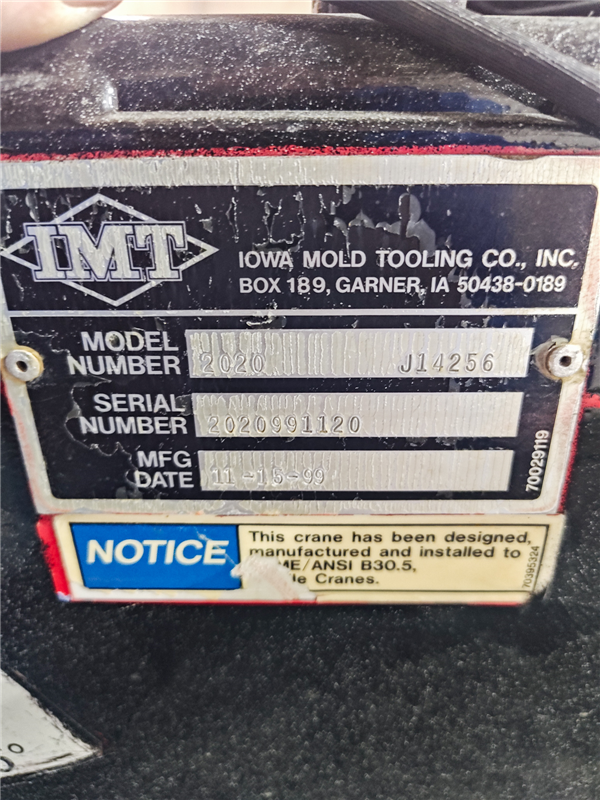 IMT
IOWA MOLD TOOLING CO., INC.
BOX 189, GARNER, IA 50438-0189
MODEL
NUMBER 2020 J14256
SERIAL
NUMBER 2020991120
MFG
DATE 11-15-99
70029119
NOTICE
This crane has been designed,
manufactured and installed to
ME/ANSI B30.5,
le Cranes.
70395324